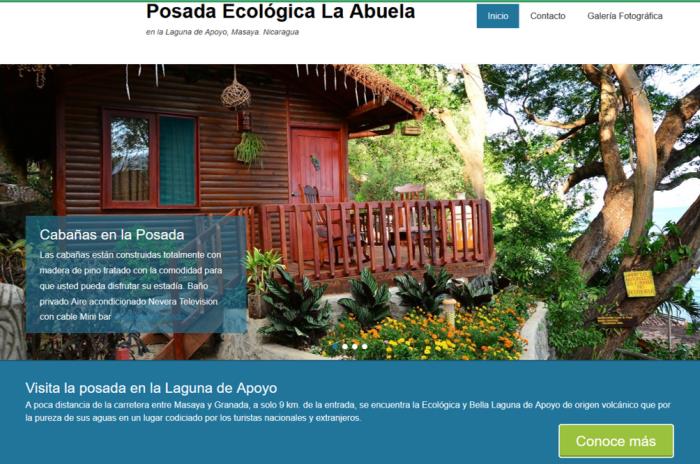 Posada Ecológica La Abuela
en la Laguna de Apoyo, Masaya. Nicaragua
Inicio
Contacto
Galería Fotográfica
Cabañas en la Posada
Las cabañas están construidas totalmente con
madera de pino tratado con la comodidad para
que usted pueda disfrutar su estadía. Baño
privado Aire acondicionado Nevera Television
con cable Mini bar
Visita la posada en la Laguna de Apoyo
A poca distancia de la carretera entre Masaya y Granada, a solo 9 km. de la entrada, se encuentra la Ecológica y Bella Laguna de Apoyo de origen volcánico que por
la pureza de sus aguas en un lugar codiciado por los turistas nacionales y extranjeros.
Conoce más